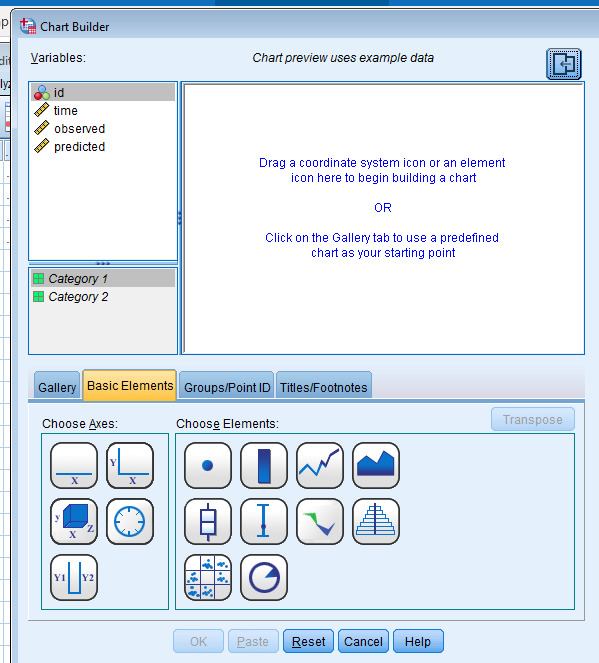 Chart Builder
Variables:
Chart preview uses example data
id
time
observed
predicted
Drag a coordinate system icon or an element
icon here to begin building a chart
OR
Click on the Gallery tab to use a predefined
chart as your starting point
Category 1
Category 2
Gallery
Basic Elements
Groups/Point ID
Titles/Footnotes
Choose Axes:
Choose Elements:
Transpose
X
Y
X
y
X
Z
Y1
Y2
OK
Paste
Reset
Cancel
Help